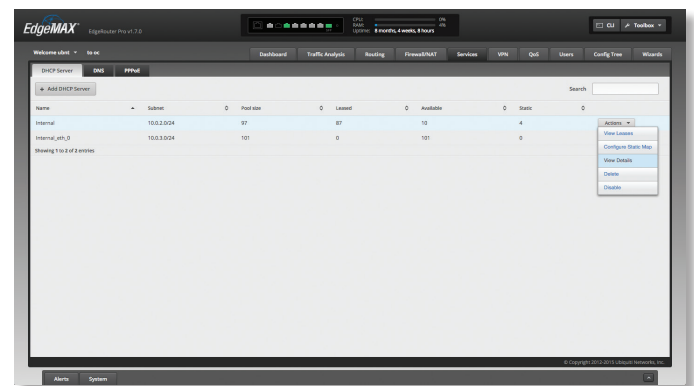 EdgeMAX EdgeRouter Pro v1.7.0
CPU: 0%
RAM: 4%
Uptime: 8 months, 4 weeks, 8 hours
CLI Toolbox
Welcome ubnt to oc
Dashboard Traffic Analysis Routing Firewall/NAT Services VPN QoS Users Config Tree Wizards
DHCP Server DNS PPPoE
+ Add DHCP Server Search
Name Subnet Pool size Leased Available Static
Internal 10.0.2.0/24 97 87 10 4 Actions
Internal_eth_0 10.0.3.0/24 101 0 101 0
Showing 1 to 2 of 2 entries
View Leases
Configure Static Map
View Details
Delete
Disable
© Copyright 2012-2015 Ubiquiti Networks, Inc.
Alerts System